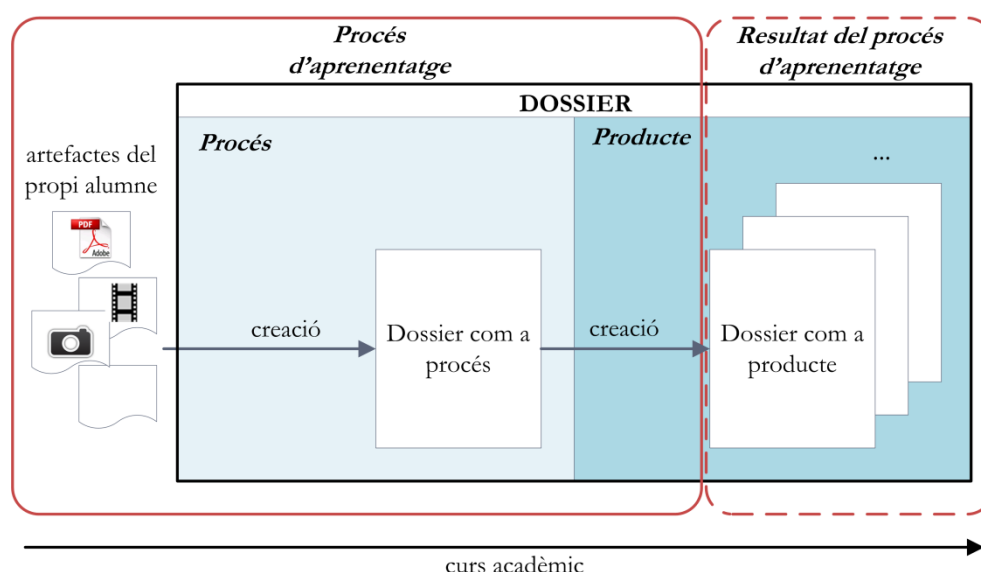 Procés
d'aprenentatge
Resultat del procés
d'aprenentatge
DOSSIER
Procés
Producte
artefactes del
propi alumne
...
PDF
Adobe
creació
Dossier com a
procés
creació
Dossier com a
producte
curs acadèmic